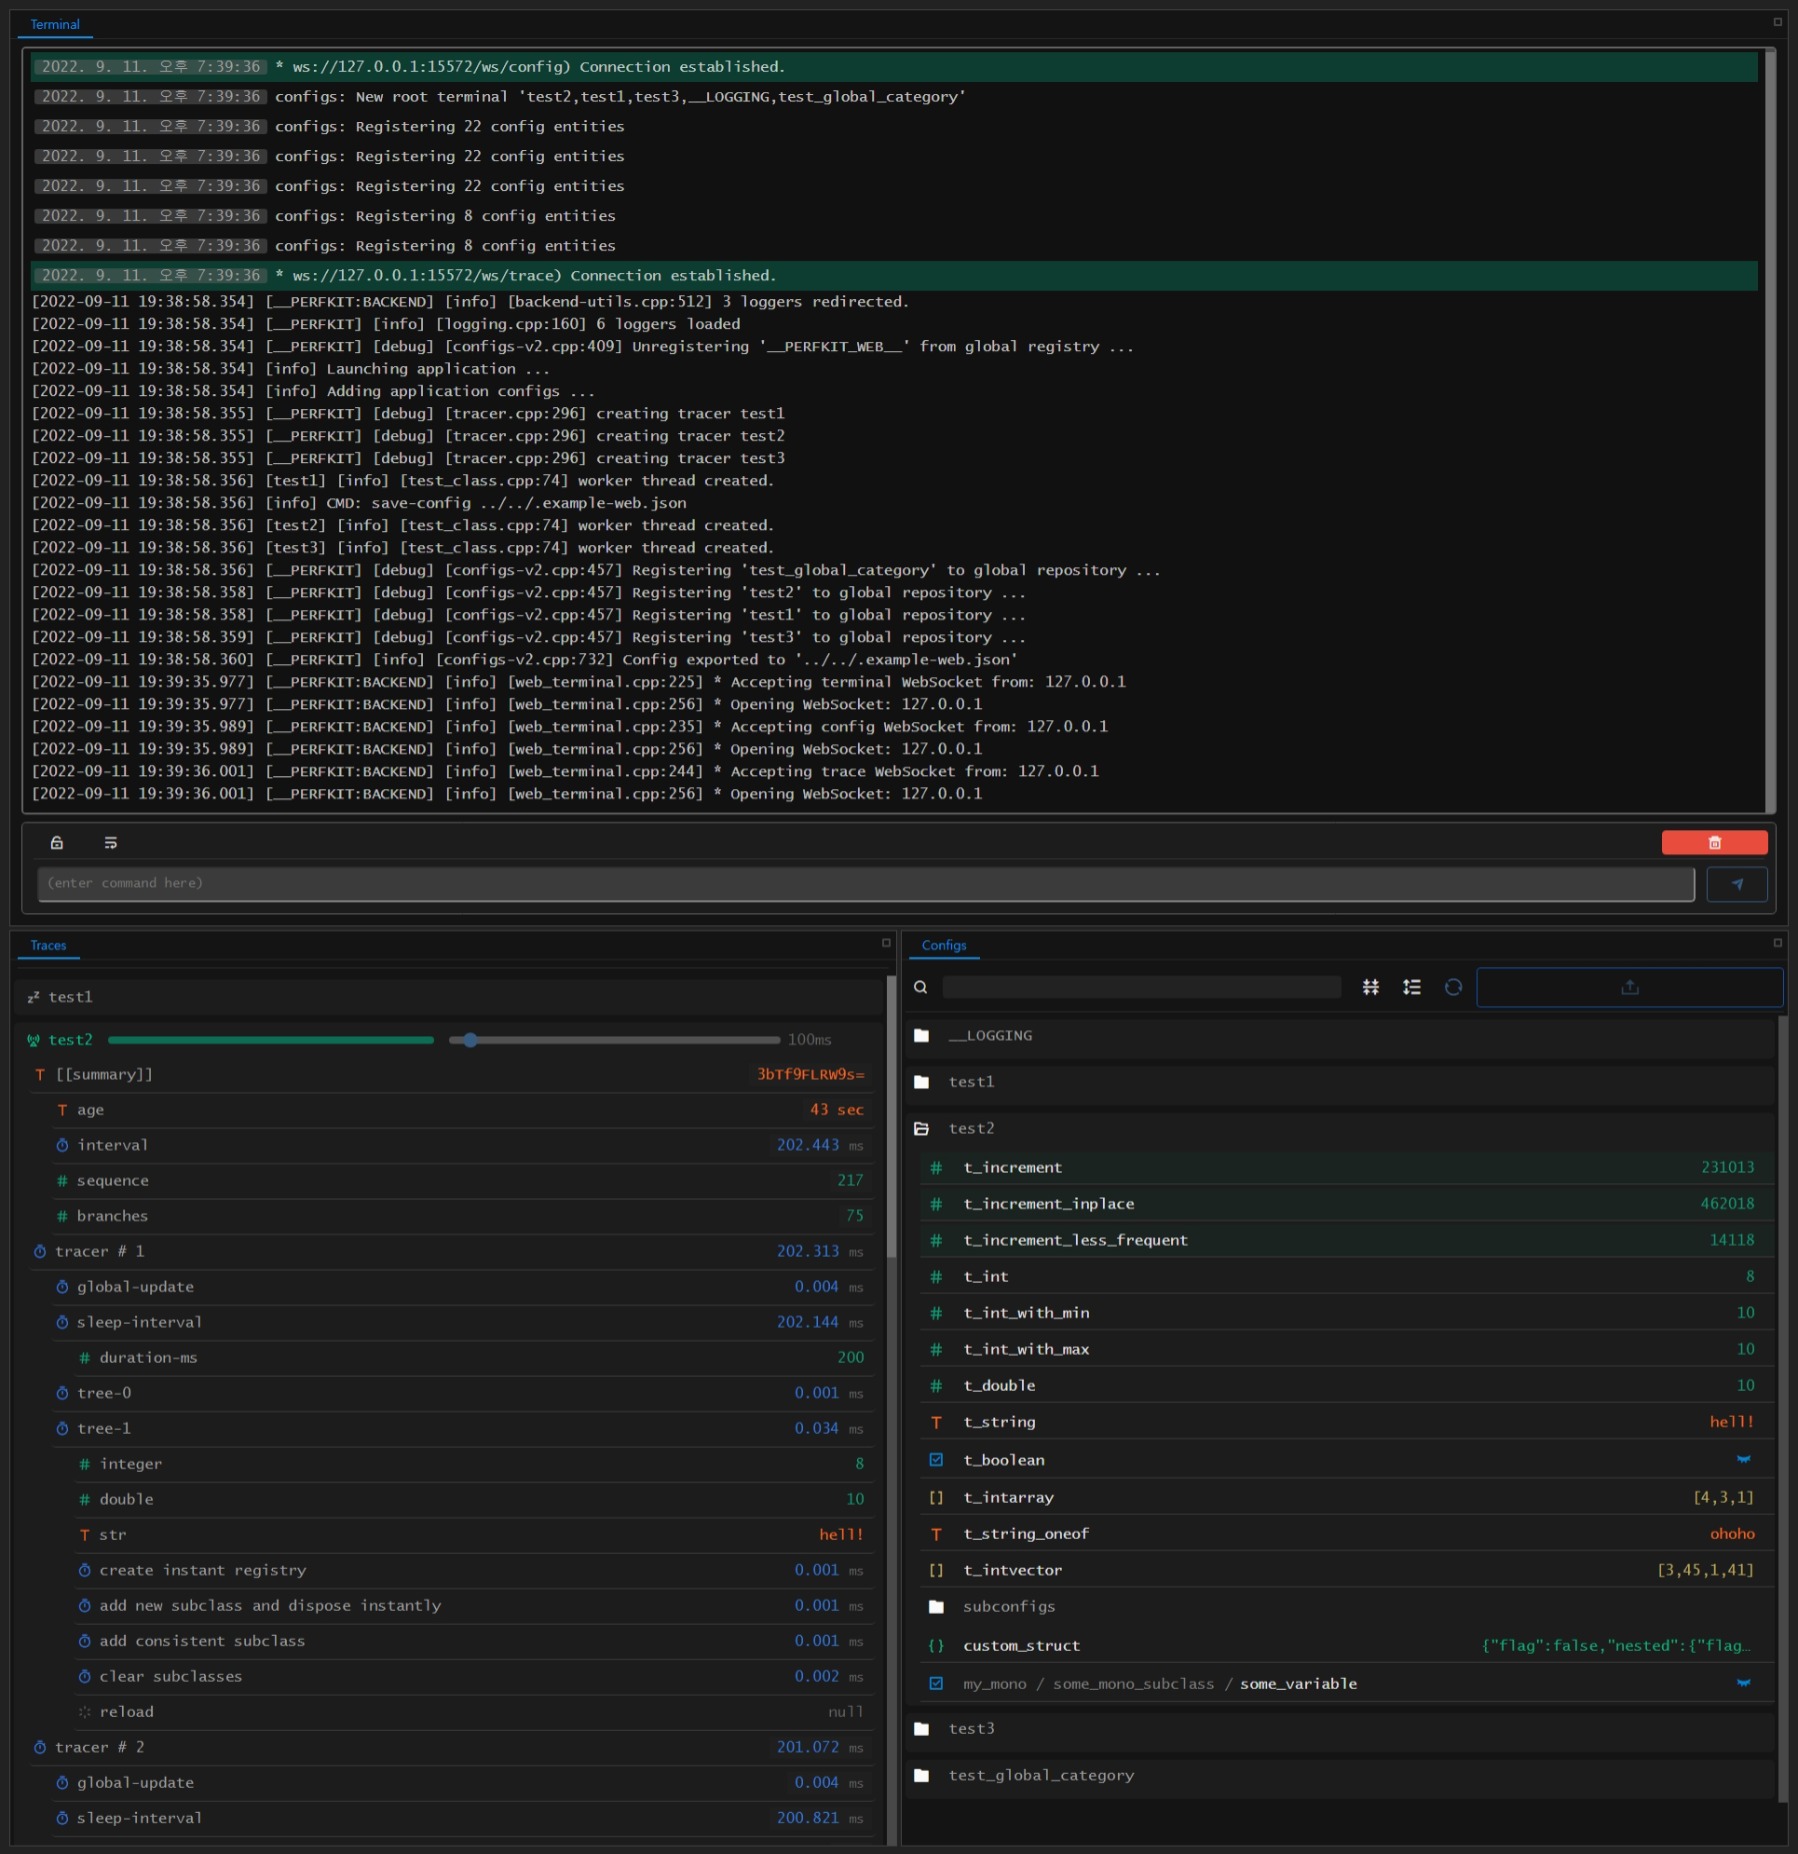 Terminal
2022. 9. 11. 오후 7:39:36 * ws://127.0.0.1:15572/ws/config) Connection established.
2022. 9. 11. 오후 7:39:36 configs: New root terminal 'test2,test1,test3,__LOGGING,test_global_category'
2022. 9. 11. 오후 7:39:36 configs: Registering 22 config entities
2022. 9. 11. 오후 7:39:36 configs: Registering 22 config entities
2022. 9. 11. 오후 7:39:36 configs: Registering 22 config entities
2022. 9. 11. 오후 7:39:36 configs: Registering 8 config entities
2022. 9. 11. 오후 7:39:36 configs: Registering 8 config entities
2022. 9. 11. 오후 7:39:36 * ws://127.0.0.1:15572/ws/trace) Connection established.
[2022-09-11 19:38:58.354] [__PERFKIT:BACKEND] [info] [backend-utils.cpp:512] 3 loggers redirected.
[2022-09-11 19:38:58.354] [__PERFKIT] [info] [logging.cpp:160] 6 loggers loaded
[2022-09-11 19:38:58.354] [__PERFKIT] [debug] [configs-v2.cpp:409] Unregistering '__PERFKIT_WEB__' from global registry ...
[2022-09-11 19:38:58.354] [info] Launching application ...
[2022-09-11 19:38:58.354] [info] Adding application configs ...
[2022-09-11 19:38:58.355] [__PERFKIT] [debug] [tracer.cpp:296] creating tracer test1
[2022-09-11 19:38:58.355] [__PERFKIT] [debug] [tracer.cpp:296] creating tracer test2
[2022-09-11 19:38:58.355] [__PERFKIT] [debug] [tracer.cpp:296] creating tracer test3
[2022-09-11 19:38:58.356] [test1] [info] [test_class.cpp:74] worker thread created.
[2022-09-11 19:38:58.356] [info] CMD: save-config ../../.example-web.json
[2022-09-11 19:38:58.356] [test2] [info] [test_class.cpp:74] worker thread created.
[2022-09-11 19:38:58.356] [test3] [info] [test_class.cpp:74] worker thread created.
[2022-09-11 19:38:58.356] [__PERFKIT] [debug] [configs-v2.cpp:457] Registering 'test_global_category' to global repository ...
[2022-09-11 19:38:58.358] [__PERFKIT] [debug] [configs-v2.cpp:457] Registering 'test2' to global repository ...
[2022-09-11 19:38:58.358] [__PERFKIT] [debug] [configs-v2.cpp:457] Registering 'test1' to global repository ...
[2022-09-11 19:38:58.359] [__PERFKIT] [debug] [configs-v2.cpp:457] Registering 'test3' to global repository ...
[2022-09-11 19:38:58.360] [__PERFKIT] [info] [configs-v2.cpp:732] Config exported to '../../.example-web.json'
[2022-09-11 19:39:35.977] [__PERFKIT:BACKEND] [info] [web_terminal.cpp:225] * Accepting terminal WebSocket from: 127.0.0.1
[2022-09-11 19:39:35.977] [__PERFKIT:BACKEND] [info] [web_terminal.cpp:256] * Opening WebSocket: 127.0.0.1
[2022-09-11 19:39:35.989] [__PERFKIT:BACKEND] [info] [web_terminal.cpp:235] * Accepting config WebSocket from: 127.0.0.1
[2022-09-11 19:39:35.989] [__PERFKIT:BACKEND] [info] [web_terminal.cpp:256] * Opening WebSocket: 127.0.0.1
[2022-09-11 19:39:36.001] [__PERFKIT:BACKEND] [info] [web_terminal.cpp:244] * Accepting trace WebSocket from: 127.0.0.1
[2022-09-11 19:39:36.001] [__PERFKIT:BACKEND] [info] [web_terminal.cpp:256] * Opening WebSocket: 127.0.0.1
(enter command here)
Traces
test1
test2 100ms
[[summary]] 3bTf9FLRW9s=
age 43 sec
interval 202.443 ms
# sequence 217
# branches 75
tracer # 1 202.313 ms
global-update 0.004 ms
sleep-interval 202.144 ms
# duration-ms 200
tree-0 0.001 ms
tree-1 0.034 ms
# integer 8
# double 10
str hell!
create instant registry 0.001 ms
add new subclass and dispose instantly 0.001 ms
add consistent subclass 0.001 ms
clear subclasses 0.002 ms
reload null
tracer # 2 201.072 ms
global-update 0.004 ms
sleep-interval 200.821 ms
Configs
__LOGGING
test1
test2
# t_increment 231013
# t_increment_inplace 462018
# t_increment_less_frequent 14118
# t_int 8
# t_int_with_min 10
# t_int_with_max 10
# t_double 10
t_string hell!
t_boolean
[] t_intarray [4,3,1]
t_string_oneof ohoho
[] t_intvector [3,45,1,41]
subconfigs
{} custom_struct {"flag":false,"nested":{"flag…
my_mono / some_mono_subclass / some_variable
test3
test_global_category